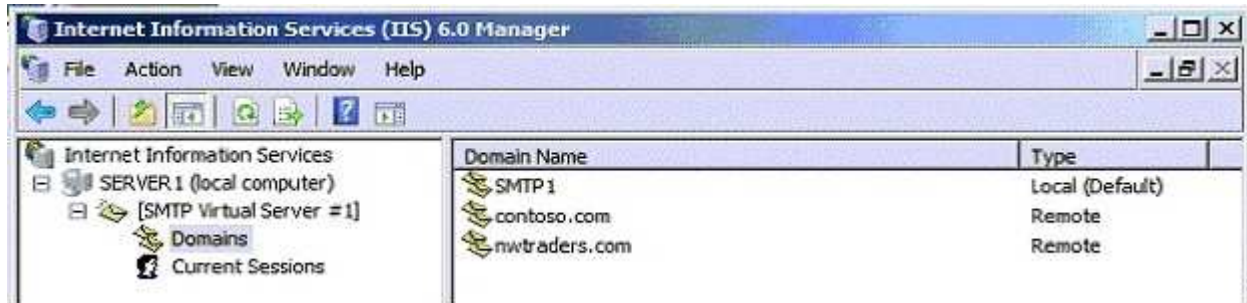 Internet Information Services (IIS) 6.0 Manager
File Action View Window Help
Internet Information Services
SERVER1 (local computer)
[SMTP Virtual Server #1]
Domains
Current Sessions
Domain Name Type
SMTP1 Local (Default)
contoso.com Remote
nwtraders.com Remote